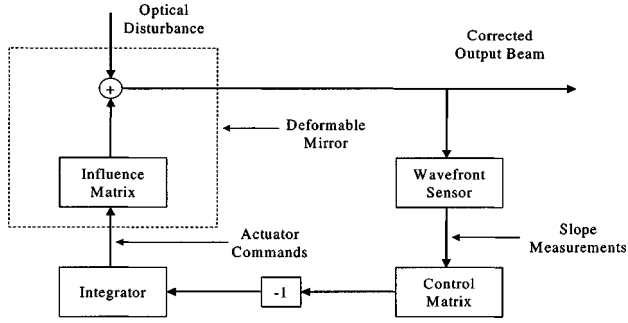 Optical
Disturbance
Corrected
Output Beam
+
Deformable
Mirror
Influence
Matrix
Wavefront
Sensor
Actuator
Commands
Slope
Measurements
Integrator
-1
Control
Matrix